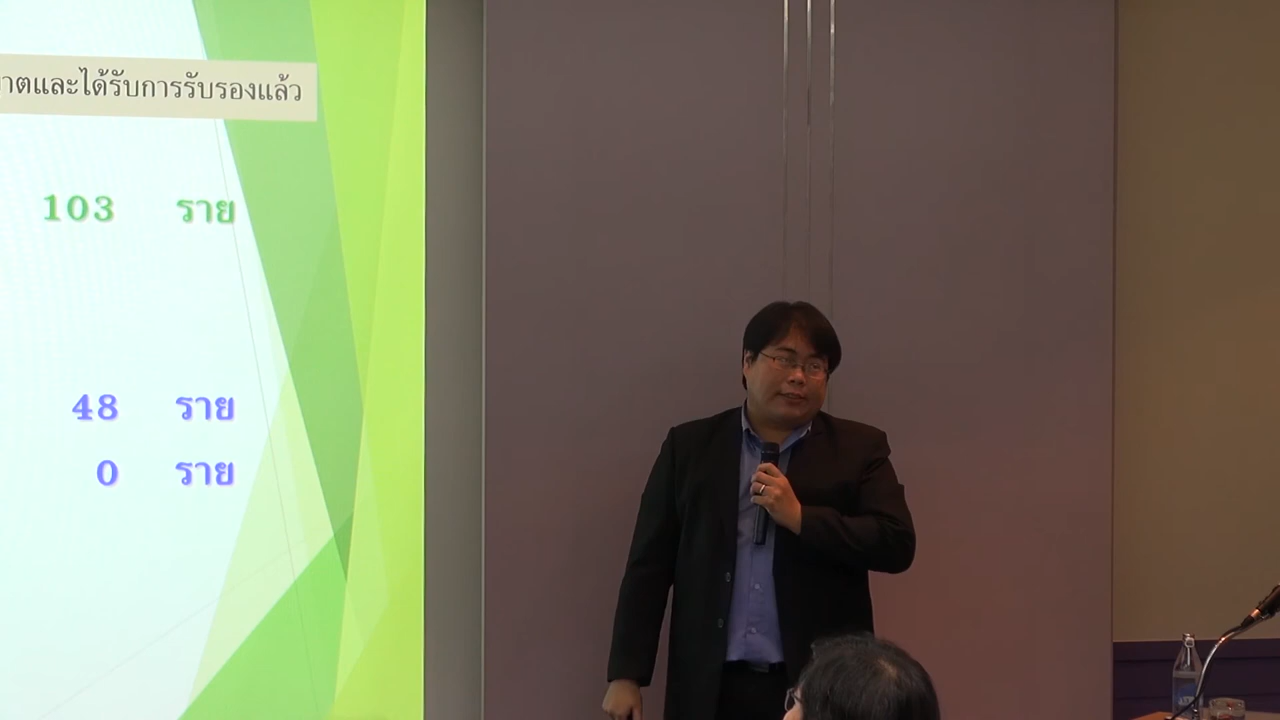 าตและได้รับการรับรองแล้ว
103 ราย
48 ราย
0 ราย